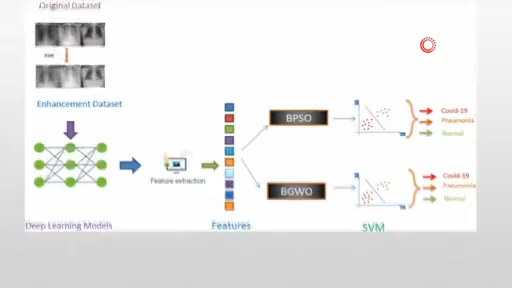 Original Dataset
Enhancement Dataset
Deep Learning Models
Feature extraction
Features
BPSO
BGWO
Covid-19
Pneumonia
Normal
Covid-19
Pneumonia
Normal
SVM